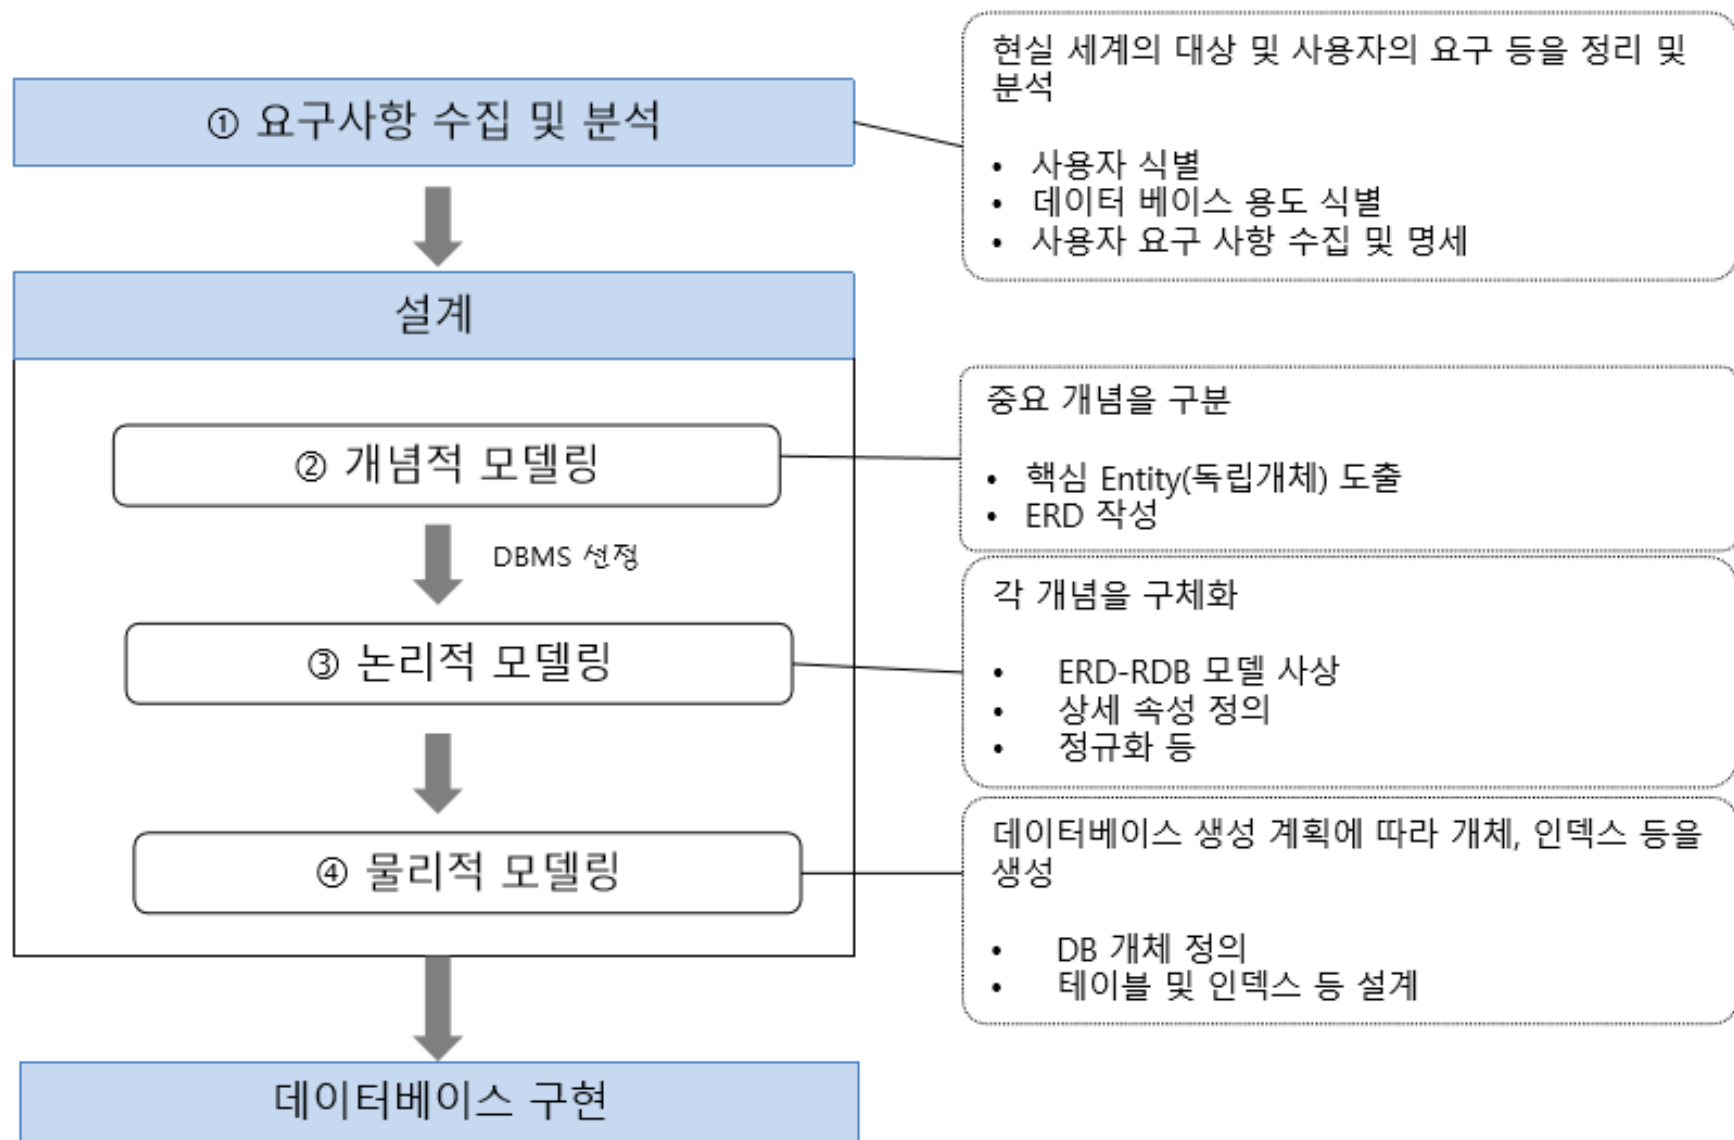 ① 요구사항 수집 및 분석
현실 세계의 대상 및 사용자의 요구 등을 정리 및
분석
• 사용자 식별
• 데이터 베이스 용도 식별
• 사용자 요구 사항 수집 및 명세
설계
② 개념적 모델링
중요 개념을 구분
• 핵심 Entity(독립개체) 도출
• ERD 작성
DBMS 선정
③ 논리적 모델링
각 개념을 구체화
• ERD-RDB 모델 사상
• 상세 속성 정의
• 정규화 등
④ 물리적 모델링
데이터베이스 생성 계획에 따라 개체, 인덱스 등을
생성
• DB 개체 정의
• 테이블 및 인덱스 등 설계
데이터베이스 구현